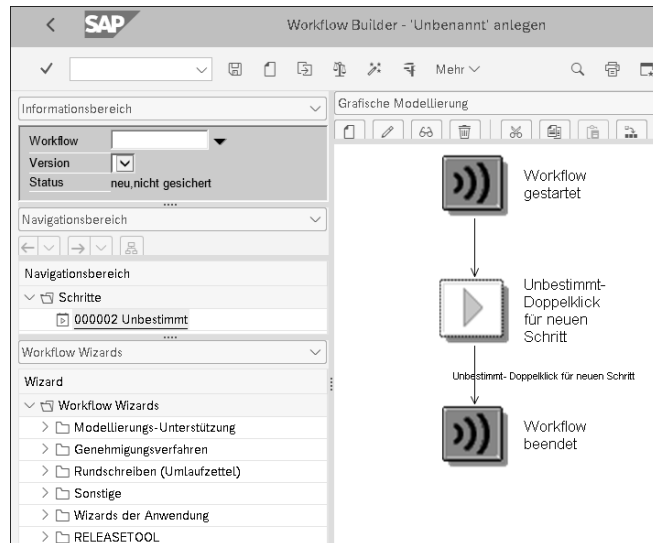 SAP
Workflow Builder - 'Unbenannt' anlegen
Mehr
Informationsbereich
Workflow
Version
Status neu,nicht gesichert
Navigationsbereich
Navigationsbereich
Schritte
000002 Unbestimmt
Workflow Wizards
Wizard
Workflow Wizards
Modellierungs-Unterstützung
Genehmigungsverfahren
Rundschreiben (Umlaufzettel)
Sonstige
Wizards der Anwendung
RELEASETOOL
Grafische Modellierung
Workflow
gestartet
Unbestimmt-
Doppelklick
für neuen
Schritt
Unbestimmt- Doppelklick für neuen Schritt
Workflow
beendet